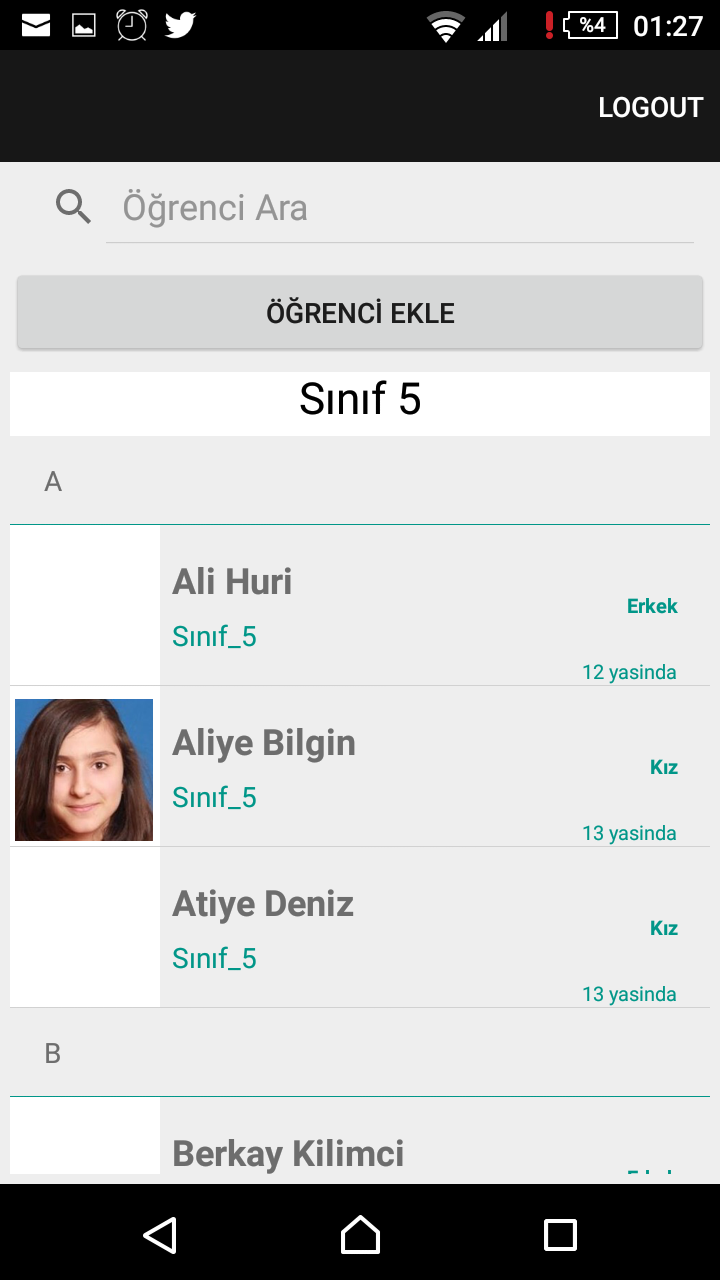 %4 01:27
LOGOUT
Öğrenci Ara
ÖĞRENCİ EKLE
Sınıf 5
A
Ali Huri
Erkek
Sınıf_5
12 yasinda
Aliye Bilgin
Kız
Sınıf_5
13 yasinda
Atiye Deniz
Kız
Sınıf_5
13 yasinda
B
Berkay Kilimci